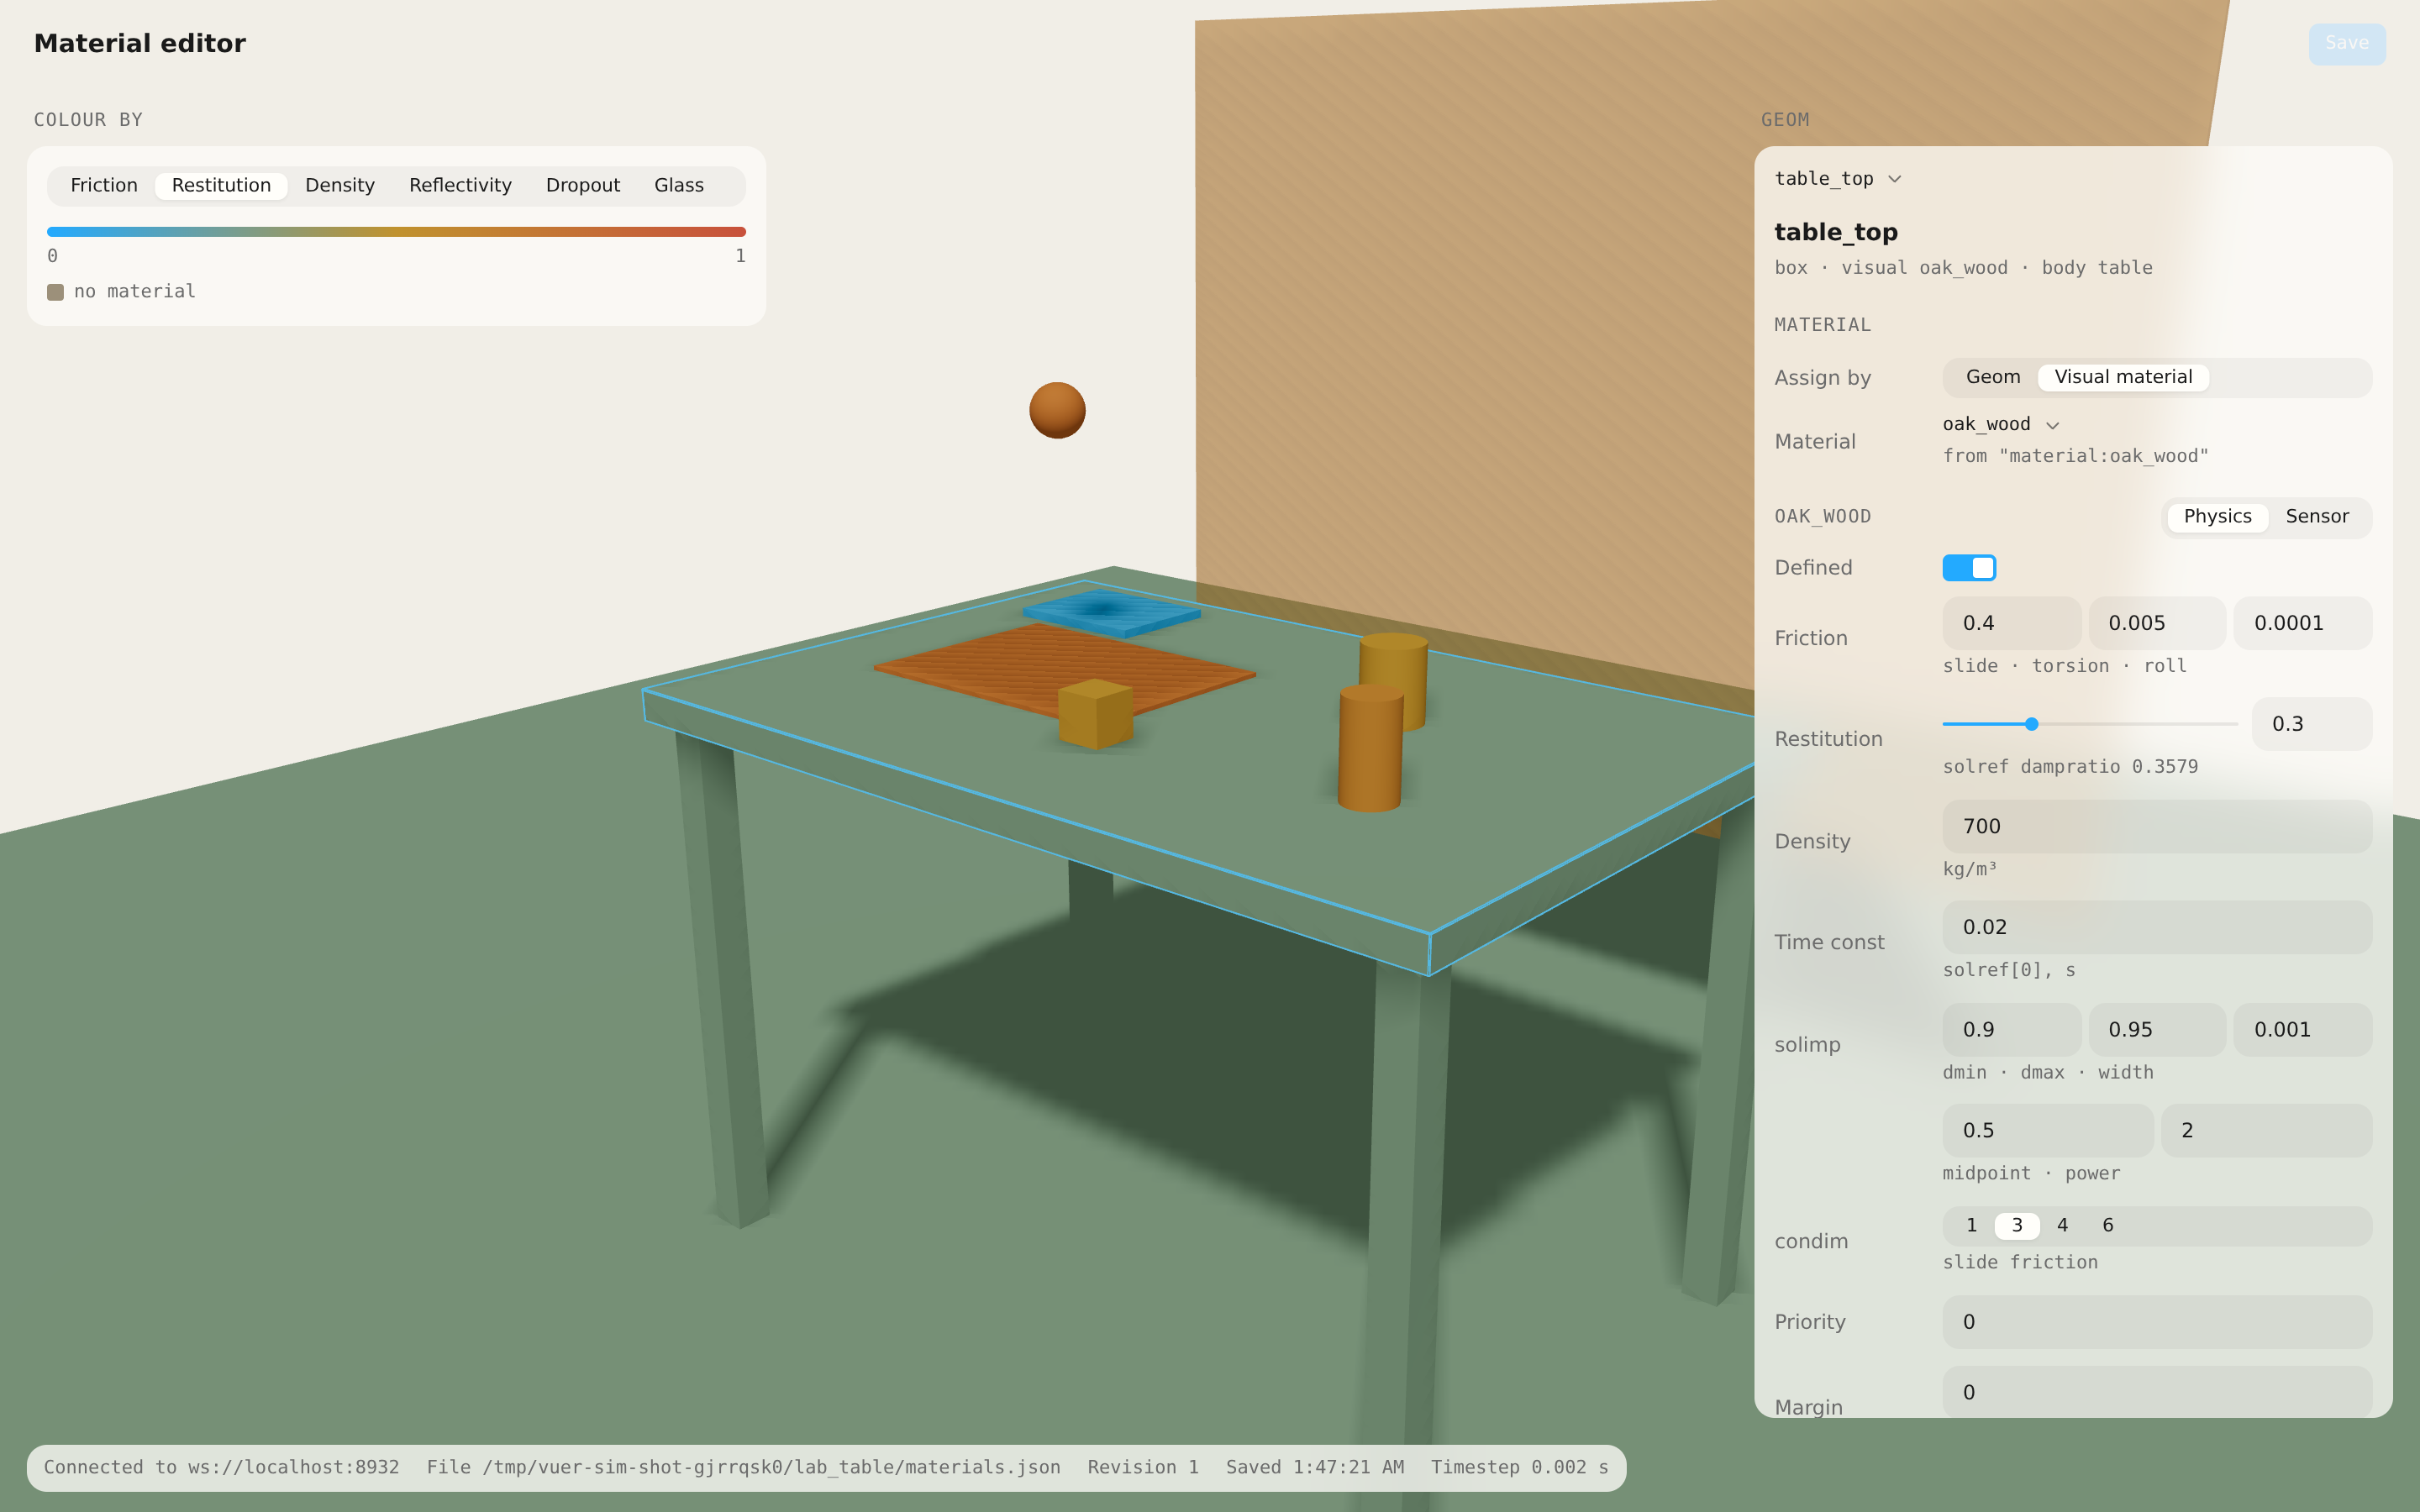 Material editor
Save
COLOUR BY
Friction Restitution Density Reflectivity Dropout Glass
0 1
no material
GEOM
table_top
table_top
box · visual oak_wood · body table
MATERIAL
Assign by Geom Visual material
Material oak_wood
from "material:oak_wood"
OAK_WOOD Physics Sensor
Defined
Friction 0.4 0.005 0.0001
slide · torsion · roll
Restitution 0.3
solref dampratio 0.3579
Density 700
kg/m³
Time const 0.02
solref[0], s
solimp 0.9 0.95 0.001
dmin · dmax · width
0.5 2
midpoint · power
condim 1 3 4 6
slide friction
Priority 0
Margin 0
Connected to ws://localhost:8932 File /tmp/vuer-sim-shot-gjrrqsk0/lab_table/materials.json Revision 1 Saved 1:47:21 AM Timestep 0.002 s